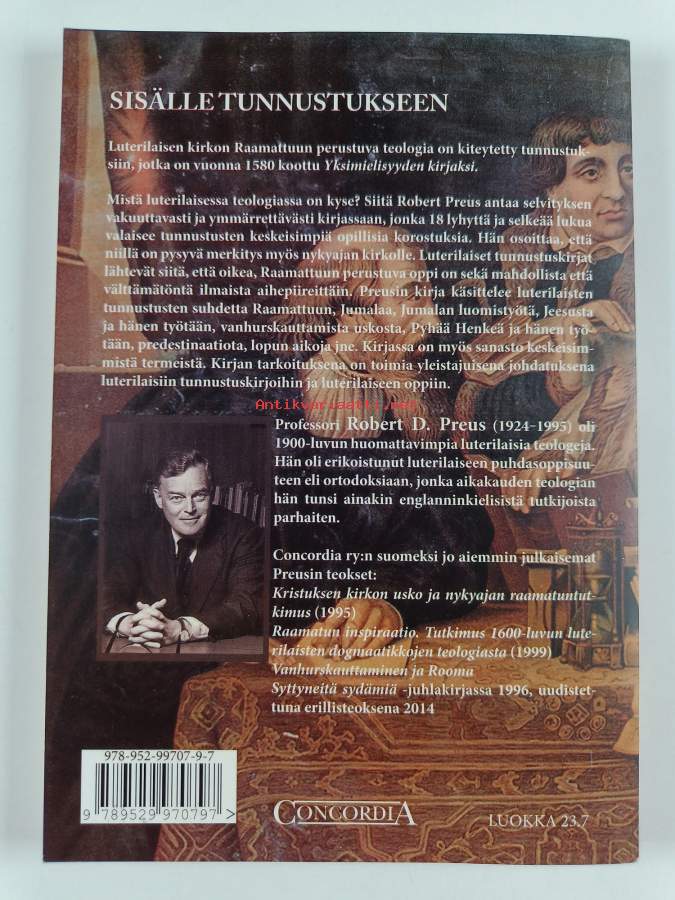 SISÄLLE TUNNUSTUKSEEN
Luterilaisen kirkon Raamattuun perustuva teologia on kiteytetty tunnustuk-
siin, jotka on vuonna 1580 koottu Yksimielisyyden kirjaksi.
Mistä luterilaisessa teologiassa on kyse? Siitä Robert Preus antaa selvityksen
vakuuttavasti ja ymmärrettävästi kirjassaan, jonka 18 lyhyttä ja selkeää lukua
valaisee tunnustusten keskeisimpiä opillisia korostuksia. Hän osoittaa, että
niillä on pysyvä merkitys myös nykyajan kirkolle. Luterilaiset tunnustuskirjat
lähtevät siitä, että oikea, Raamattuun perustuva oppi on sekä mahdollista että
välttämätöntä ilmaista aihepiireittäin. Preusin kirja käsittelee luterilaisten
tunnustusten suhdetta Raamattuun, Jumalaa, Jumalan luomistyötä, Jeesusta
ja hänen työtään, vanhurskauttamista uskosta, Pyhää Henkeä ja hänen työ-
tään, predestinaatiota, lopun aikoja jne. Kirjassa on myös sanasto keskeisim-
mistä termeistä. Kirjan tarkoituksena on toimia yleistajuisena johdatuksena
luterilaisiin tunnustuskirjoihin ja luterilaiseen oppiin.
Antikvariaatti.net
Professori Robert D. Preus (1924–1995) oli
1900-luvun huomattavimpia luterilaisia teologeja.
Hän oli erikoistunut luterilaiseen puhdasoppisuu-
teen eli ortodoksiaan, jonka aikakauden teologian
hän tunsi ainakin englanninkielisistä tutkijoista
parhaiten.
Concordia ry:n suomeksi jo aiemmin julkaisemat
Preusin teokset:
Kristuksen kirkon usko ja nykyajan raamatuntut-
kimus (1995)
Raamatun inspiraatio. Tutkimus 1600-luvun lute-
rilaisten dogmaatikkojen teologiasta (1999)
Vanhurskauttaminen ja Rooma
Syttyneitä sydämiä -juhlakirjassa 1996, uudistet-
tuna erillisteoksena 2014
978-952-99707-9-7
9 789529 970797 >
CONCORDIA
LUOKKA 23.7